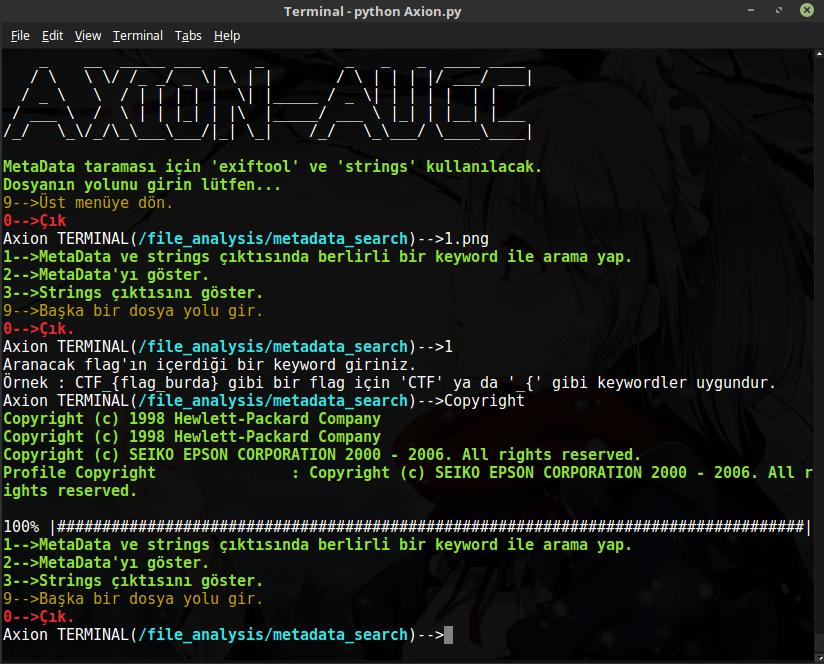 Terminal - python Axion.py
File Edit View Terminal Tabs Help
AXION-AUCC
MetaData taraması için 'exiftool' ve 'strings' kullanılacak.
Dosyanın yolunu girin lütfen...
9-->Üst menüye dön.
0-->Çık
Axion TERMINAL(/file_analysis/metadata_search)-->1.png
1-->MetaData ve strings çıktısında berlirli bir keyword ile arama yap.
2-->MetaData'yı göster.
3-->Strings çıktısını göster.
9-->Başka bir dosya yolu gir.
0-->Çık.
Axion TERMINAL(/file_analysis/metadata_search)-->1
Aranacak flag'ın içerdiği bir keyword giriniz.
Örnek : CTF_{flag_burda} gibi bir flag için 'CTF' ya da '_{' gibi keywordler uygundur.
Axion TERMINAL(/file_analysis/metadata_search)-->Copyright
Copyright (c) 1998 Hewlett-Packard Company
Copyright (c) 1998 Hewlett-Packard Company
Copyright (c) SEIKO EPSON CORPORATION 2000 - 2006. All rights reserved.
Profile Copyright               : Copyright (c) SEIKO EPSON CORPORATION 2000 - 2006. All r
ights reserved.
100% |###################################################################################|
1-->MetaData ve strings çıktısında berlirli bir keyword ile arama yap.
2-->MetaData'yı göster.
3-->Strings çıktısını göster.
9-->Başka bir dosya yolu gir.
0-->Çık.
Axion TERMINAL(/file_analysis/metadata_search)-->